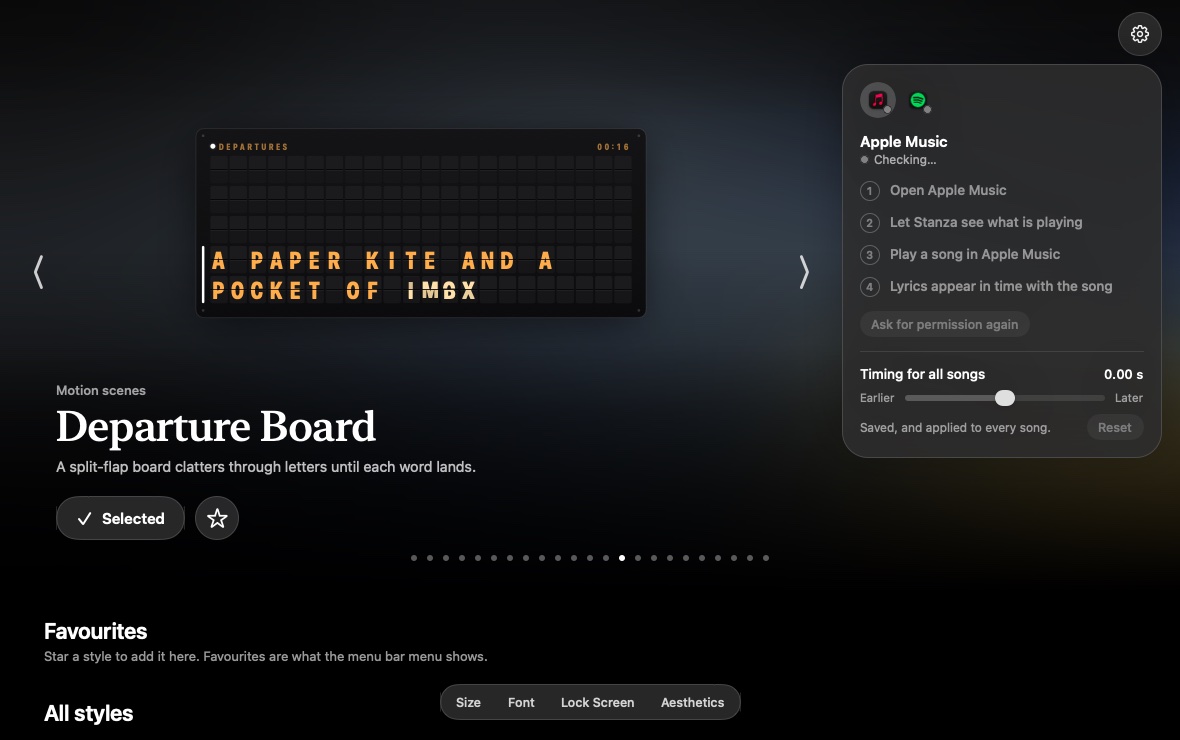 DEPARTURES
00:16
A PAPER KITE AND A
POCKET OF
Motion scenes
Departure Board
A split-flap board clatters through letters until each word lands.
Selected
Apple Music
Checking...
1 Open Apple Music
2 Let Stanza see what is playing
3 Play a song in Apple Music
4 Lyrics appear in time with the song
Ask for permission again
Timing for all songs
0.00 s
Earlier
Later
Saved, and applied to every song.
Reset
Favourites
Star a style to add it here. Favourites are what the menu bar menu shows.
All styles
Size
Font
Lock Screen
Aesthetics